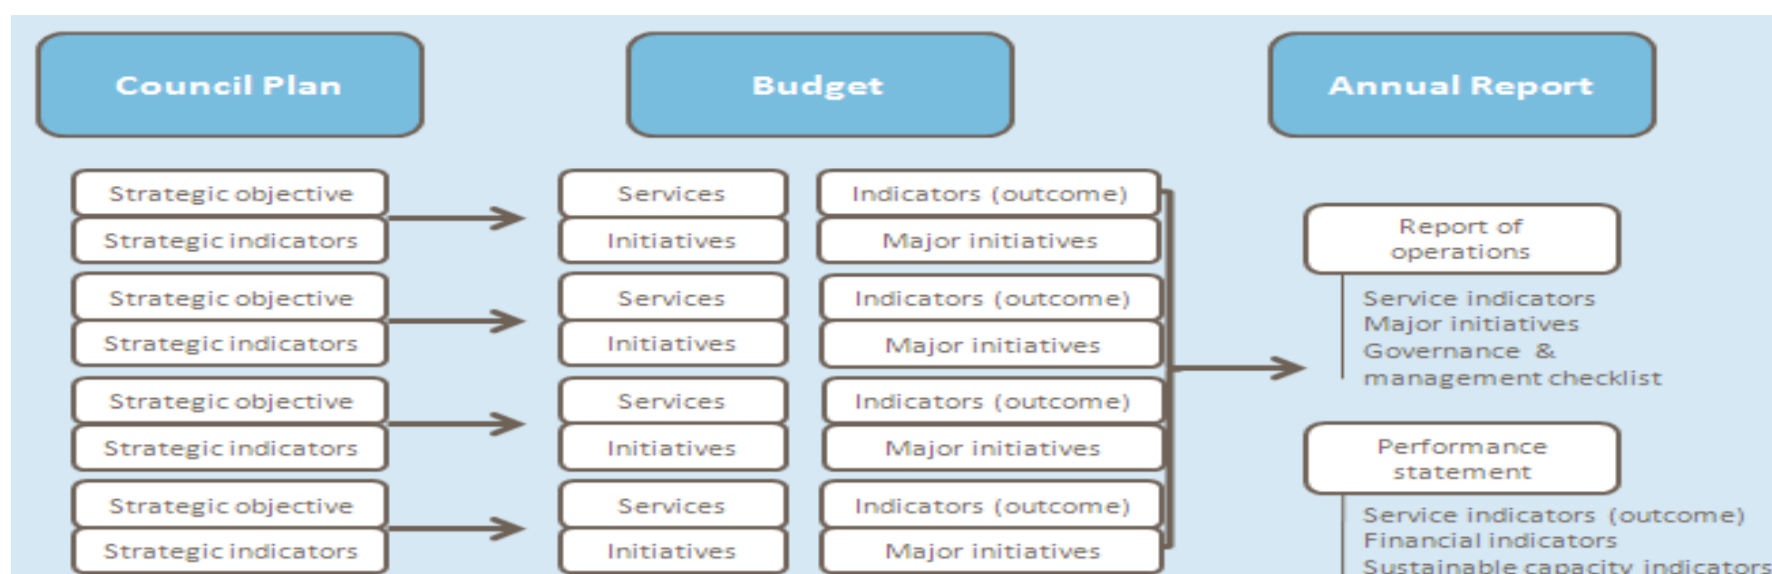 Council Plan
Budget
Annual Report
Strategic objective
Strategic indicators
Strategic objective
Strategic indicators
Strategic objective
Strategic indicators
Strategic objective
Strategic indicators
Services
Initiatives
Services
Initiatives
Services
Initiatives
Services
Initiatives
Indicators (outcome)
Major initiatives
Indicators (outcome)
Major initiatives
Indicators (outcome)
Major initiatives
Indicators (outcome)
Major initiatives
Report of
operations
Service indicators
Major initiatives
Governance &
management checklist
Performance
statement
Service indicators (outcome)
Financial indicators
Sustainable capacity indicators